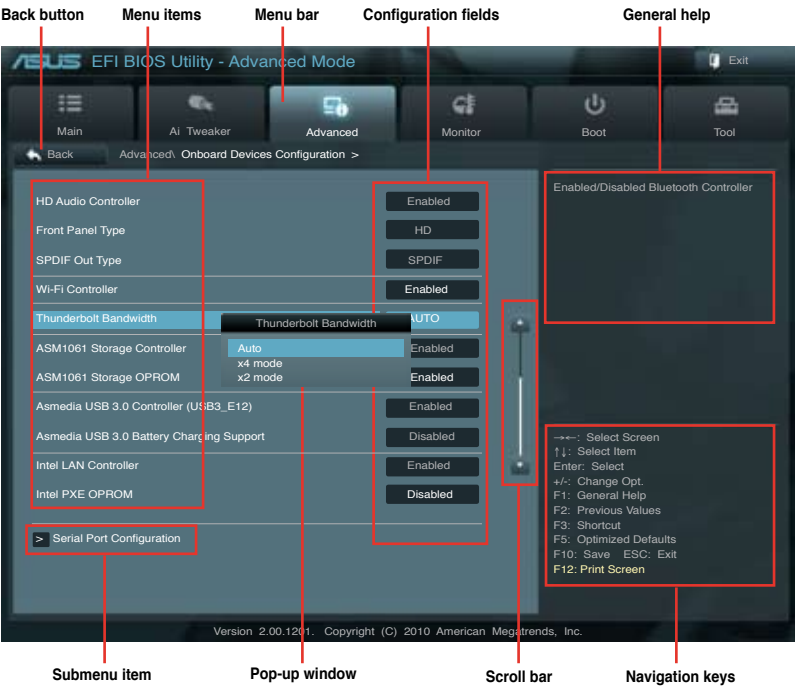 Back button Menu items Menu bar Configuration fields General help
ASUS EFI BIOS Utility - Advanced Mode Exit
Main Ai Tweaker Advanced Monitor Boot Tool
Back Advanced\ Onboard Devices Configuration >
Enabled/Disabled Bluetooth Controller
HD Audio Controller Enabled
Front Panel Type HD
SPDIF Out Type SPDIF
Wi-Fi Controller Enabled
Thunderbolt Bandwidth AUTO
Thunderbolt Bandwidth
Auto
x4 mode
x2 mode
ASM1061 Storage Controller Enabled
ASM1061 Storage OPROM Enabled
Asmedia USB 3.0 Controller (USB3_E12) Enabled
Asmedia USB 3.0 Battery Charging Support Disabled
Intel LAN Controller Enabled
Intel PXE OPROM Disabled
> Serial Port Configuration
→←: Select Screen
↑↓: Select Item
Enter: Select
+/-: Change Opt.
F1: General Help
F2: Previous Values
F3: Shortcut
F5: Optimized Defaults
F10: Save ESC: Exit
F12: Print Screen
Version 2.00.1201. Copyright (C) 2010 American Megatrends, Inc.
Submenu item Pop-up window Scroll bar Navigation keys